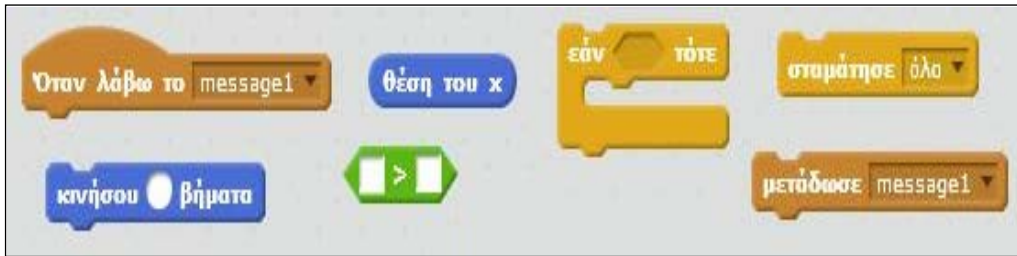 Όταν λάβω το message1
θέση του x
εάν τότε
σταμάτησε όλα
κινήσου βήματα
>
μετάδωσε message1